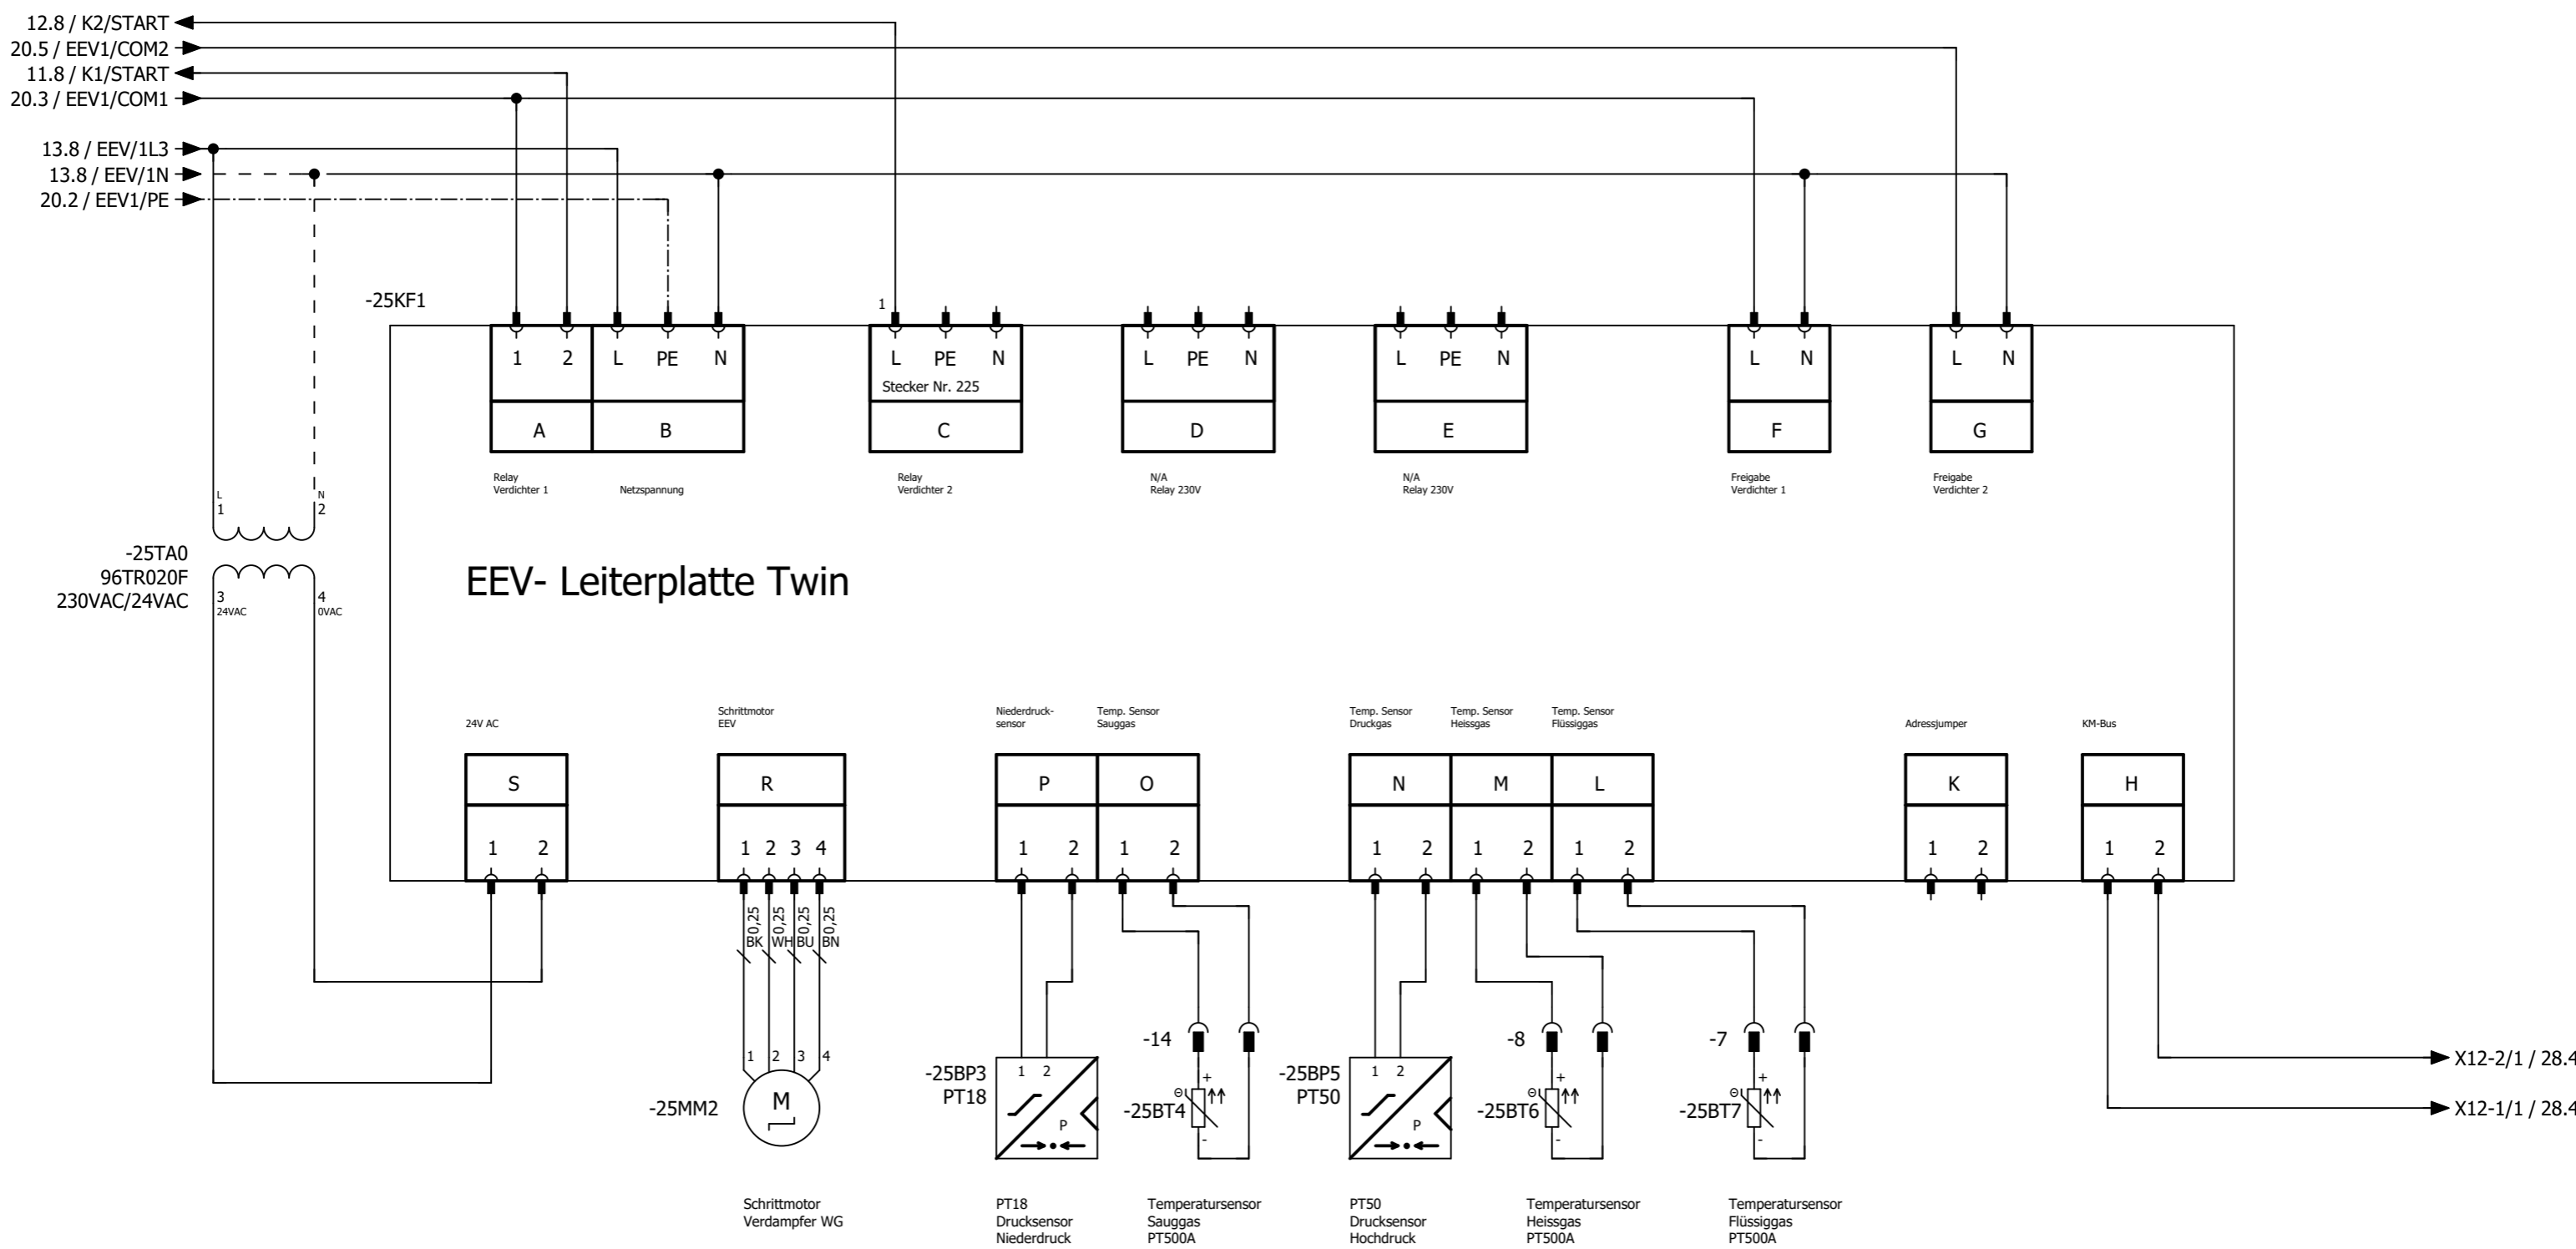 12.8 / K2/START
20.5 / EEV1/COM2
11.8 / K1/START
20.3 / EEV1/COM1
13.8 / EEV/1L3
13.8 / EEV/1N
20.2 / EEV1/PE
-25KF1
1
1 2 L PE N
L PE N
L PE N
L PE N
L N
L N
Stecker Nr. 225
A B C D E F G
Relay
Verdichter 1
Netzspannung
Relay
Verdichter 2
N/A
Relay 230V
N/A
Relay 230V
Freigabe
Verdichter 1
Freigabe
Verdichter 2
L
1
N
2
-25TA0
96TR020F
230VAC/24VAC
3
24VAC
4
0VAC
EEV- Leiterplatte Twin
24V AC
Schrittmotor
EEV
Niederdruck-
sensor
Temp. Sensor
Sauggas
Temp. Sensor
Druckgas
Temp. Sensor
Heissgas
Temp. Sensor
Flüssiggas
Adressjumper
KM-Bus
S R P O N M L K H
1 2
1 2 3 4
1 2 1 2
1 2 1 2 1 2
1 2
1 2
0,25 0,25 0,25 0,25
BK WH BU BN
1 2 3 4
M
-25MM2
-25BP3
PT18
1 2
P
-14
-25BT4
+
-
-25BP5
PT50
1 2
P
-8
-25BT6
+
-
-7
-25BT7
+
-
X12-2/1 / 28.4
X12-1/1 / 28.4
Schrittmotor
Verdampfer WG
PT18
Drucksensor
Niederdruck
Temperatursensor
Sauggas
PT500A
PT50
Drucksensor
Hochdruck
Temperatursensor
Heissgas
PT500A
Temperatursensor
Flüssiggas
PT500A